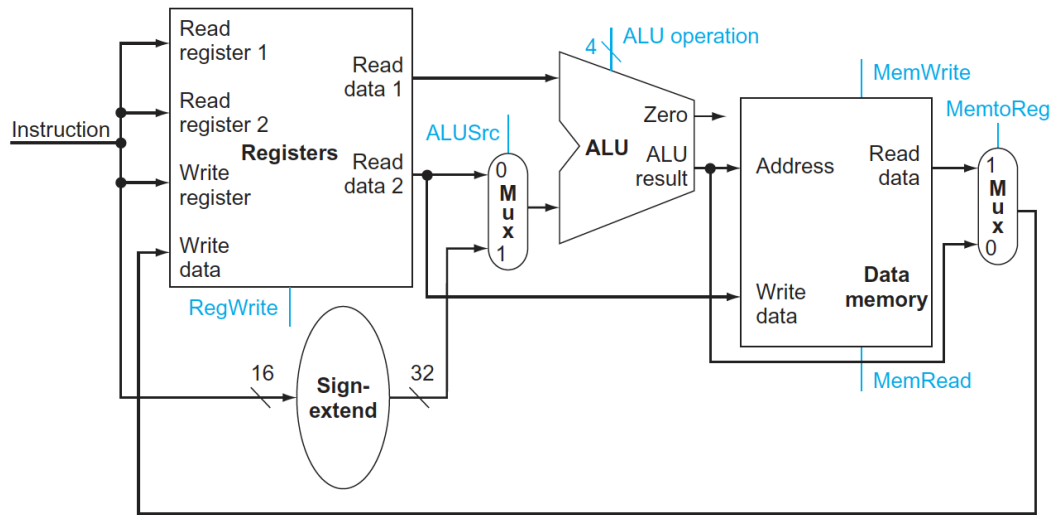 Instruction
Read
register 1
Read
register 2
Write
register
Write
data
Registers
Read
data 1
Read
data 2
RegWrite
16
Sign-
extend
32
ALUSrc
0
M
u
x
1
4
ALU operation
Zero
ALU
ALU
result
MemWrite
Address
Read
data
Write
data
Data
memory
MemRead
MemtoReg
1
M
u
x
0